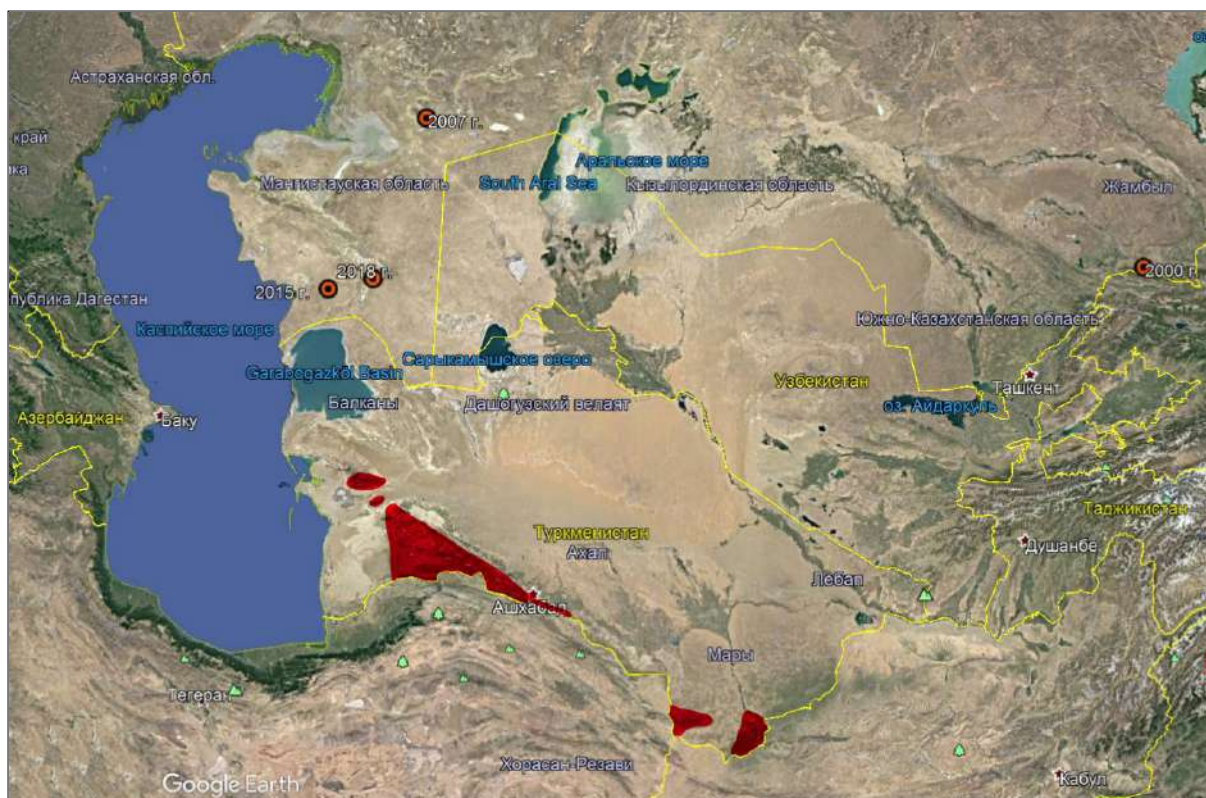 Астраханская обл.
край
2007 г.
Аральское море
Мангистауская область
South Aral Sea
Кызылординская область
Жамбыл
2018 г.
2000 г.
2015 г.
публика Дагестан
Каспийское море
Южно-Казахстанская область
Сарыкамышское озеро
Garabogazköl Basin
Узбекистан
Ташкент
Балканы
Дашогузский велаят
оз. Айдаркуль
Азербайджан
Баку
Таджикистан
Туркменистан
Ахал
Душанбе
Лебап
Ашхабад
Мары
Тегеран
Хорасан-Резави
Google Earth
Кабул